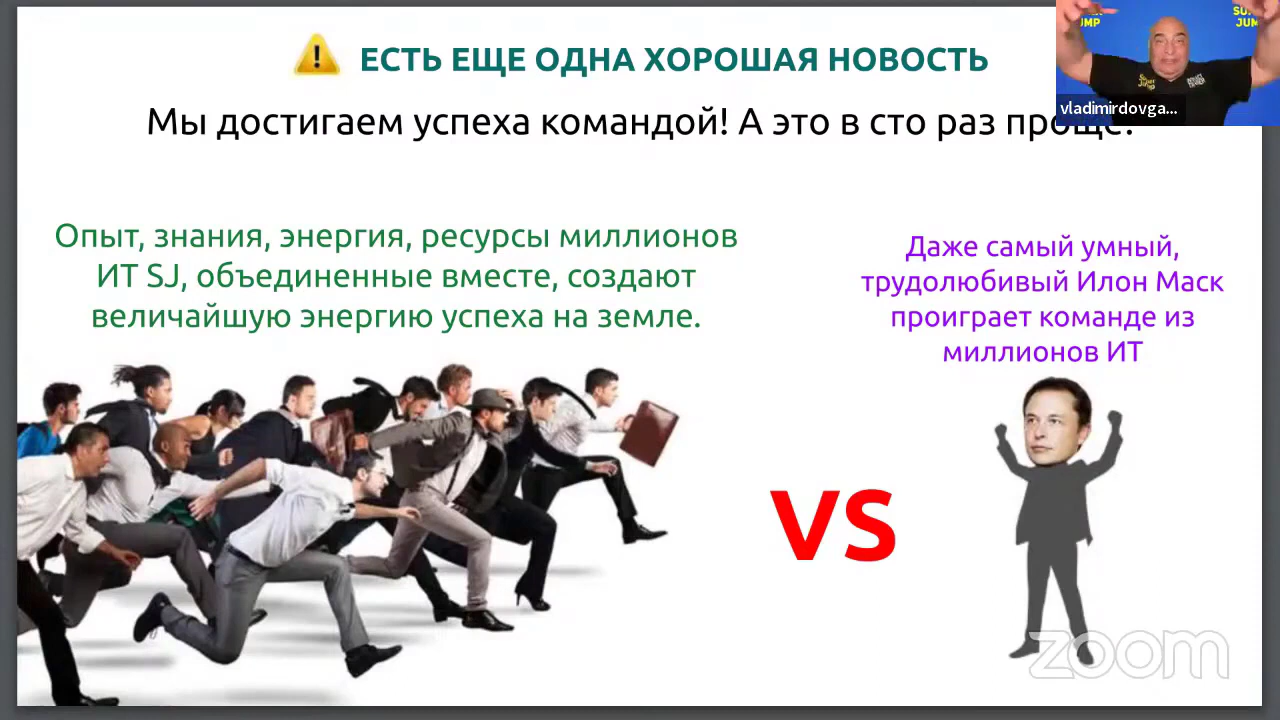 ЕСТЬ ЕЩЕ ОДНА ХОРОШАЯ НОВОСТЬ
Мы достигаем успеха командой! А это в сто раз проще!
vladimirdovga...
Опыт, знания, энергия, ресурсы миллионов
ИТ SJ, объединенные вместе, создают
величайшую энергию успеха на земле.
Даже самый умный,
трудолюбивый Илон Маск
проиграет команде из
миллионов ИТ
VS
zoom